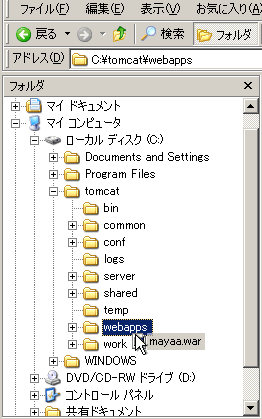 ファイル(F) 編集(E) 表示(V) お気に入り(A
戻る 検索 フォルダ
アドレス(D) C:¥tomcat¥webapps
フォルダ
マイ ドキュメント
マイ コンピュータ
ローカル ディスク (C:)
Documents and Settings
Program Files
tomcat
bin
common
conf
logs
server
shared
temp
webapps
work mayaa.war
WINDOWS
DVD/CD-RW ドライブ (D:)
コントロール パネル
共有ドキュメント